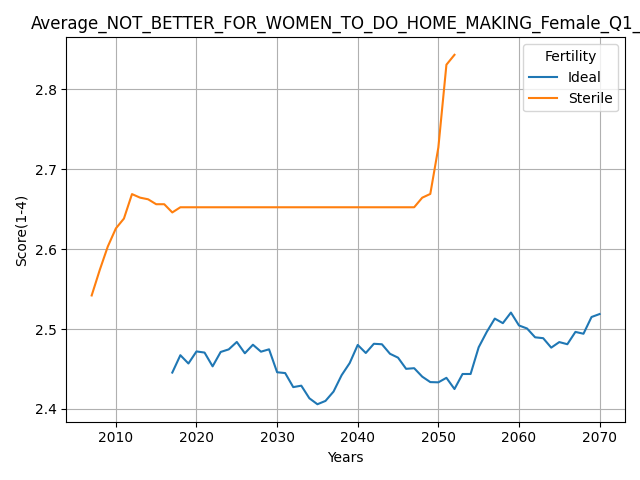 Average_NOT_BETTER_FOR_WOMEN_TO_DO_HOME_MAKING_Female_Q1_
Fertility
Ideal
Sterile
Score(1-4)
2.8
2.7
2.6
2.5
2.4
2010 2020 2030 2040 2050 2060 2070
Years